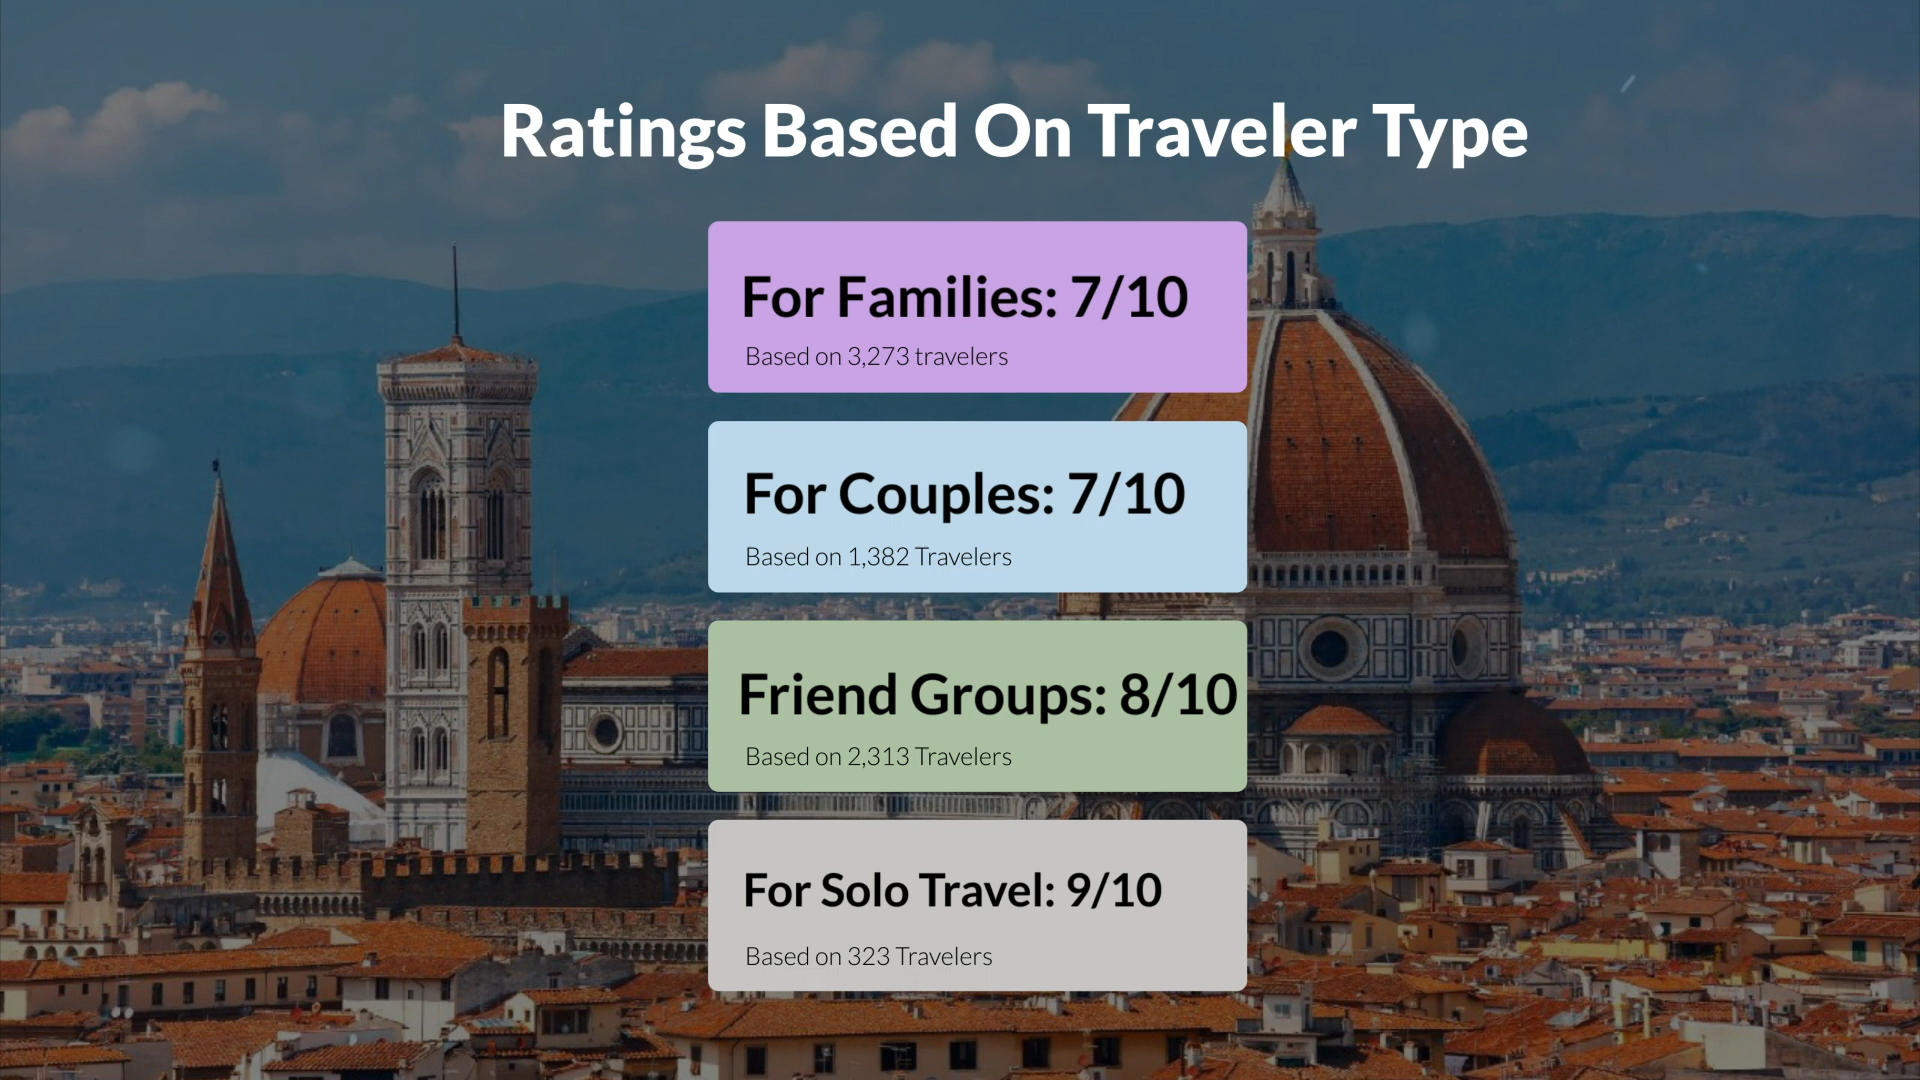 Ratings Based On Traveler Type
For Families: 7/10
Based on 3,273 travelers
For Couples: 7/10
Based on 1,382 Travelers
Friend Groups: 8/10
Based on 2,313 Travelers
For Solo Travel: 9/10
Based on 323 Travelers